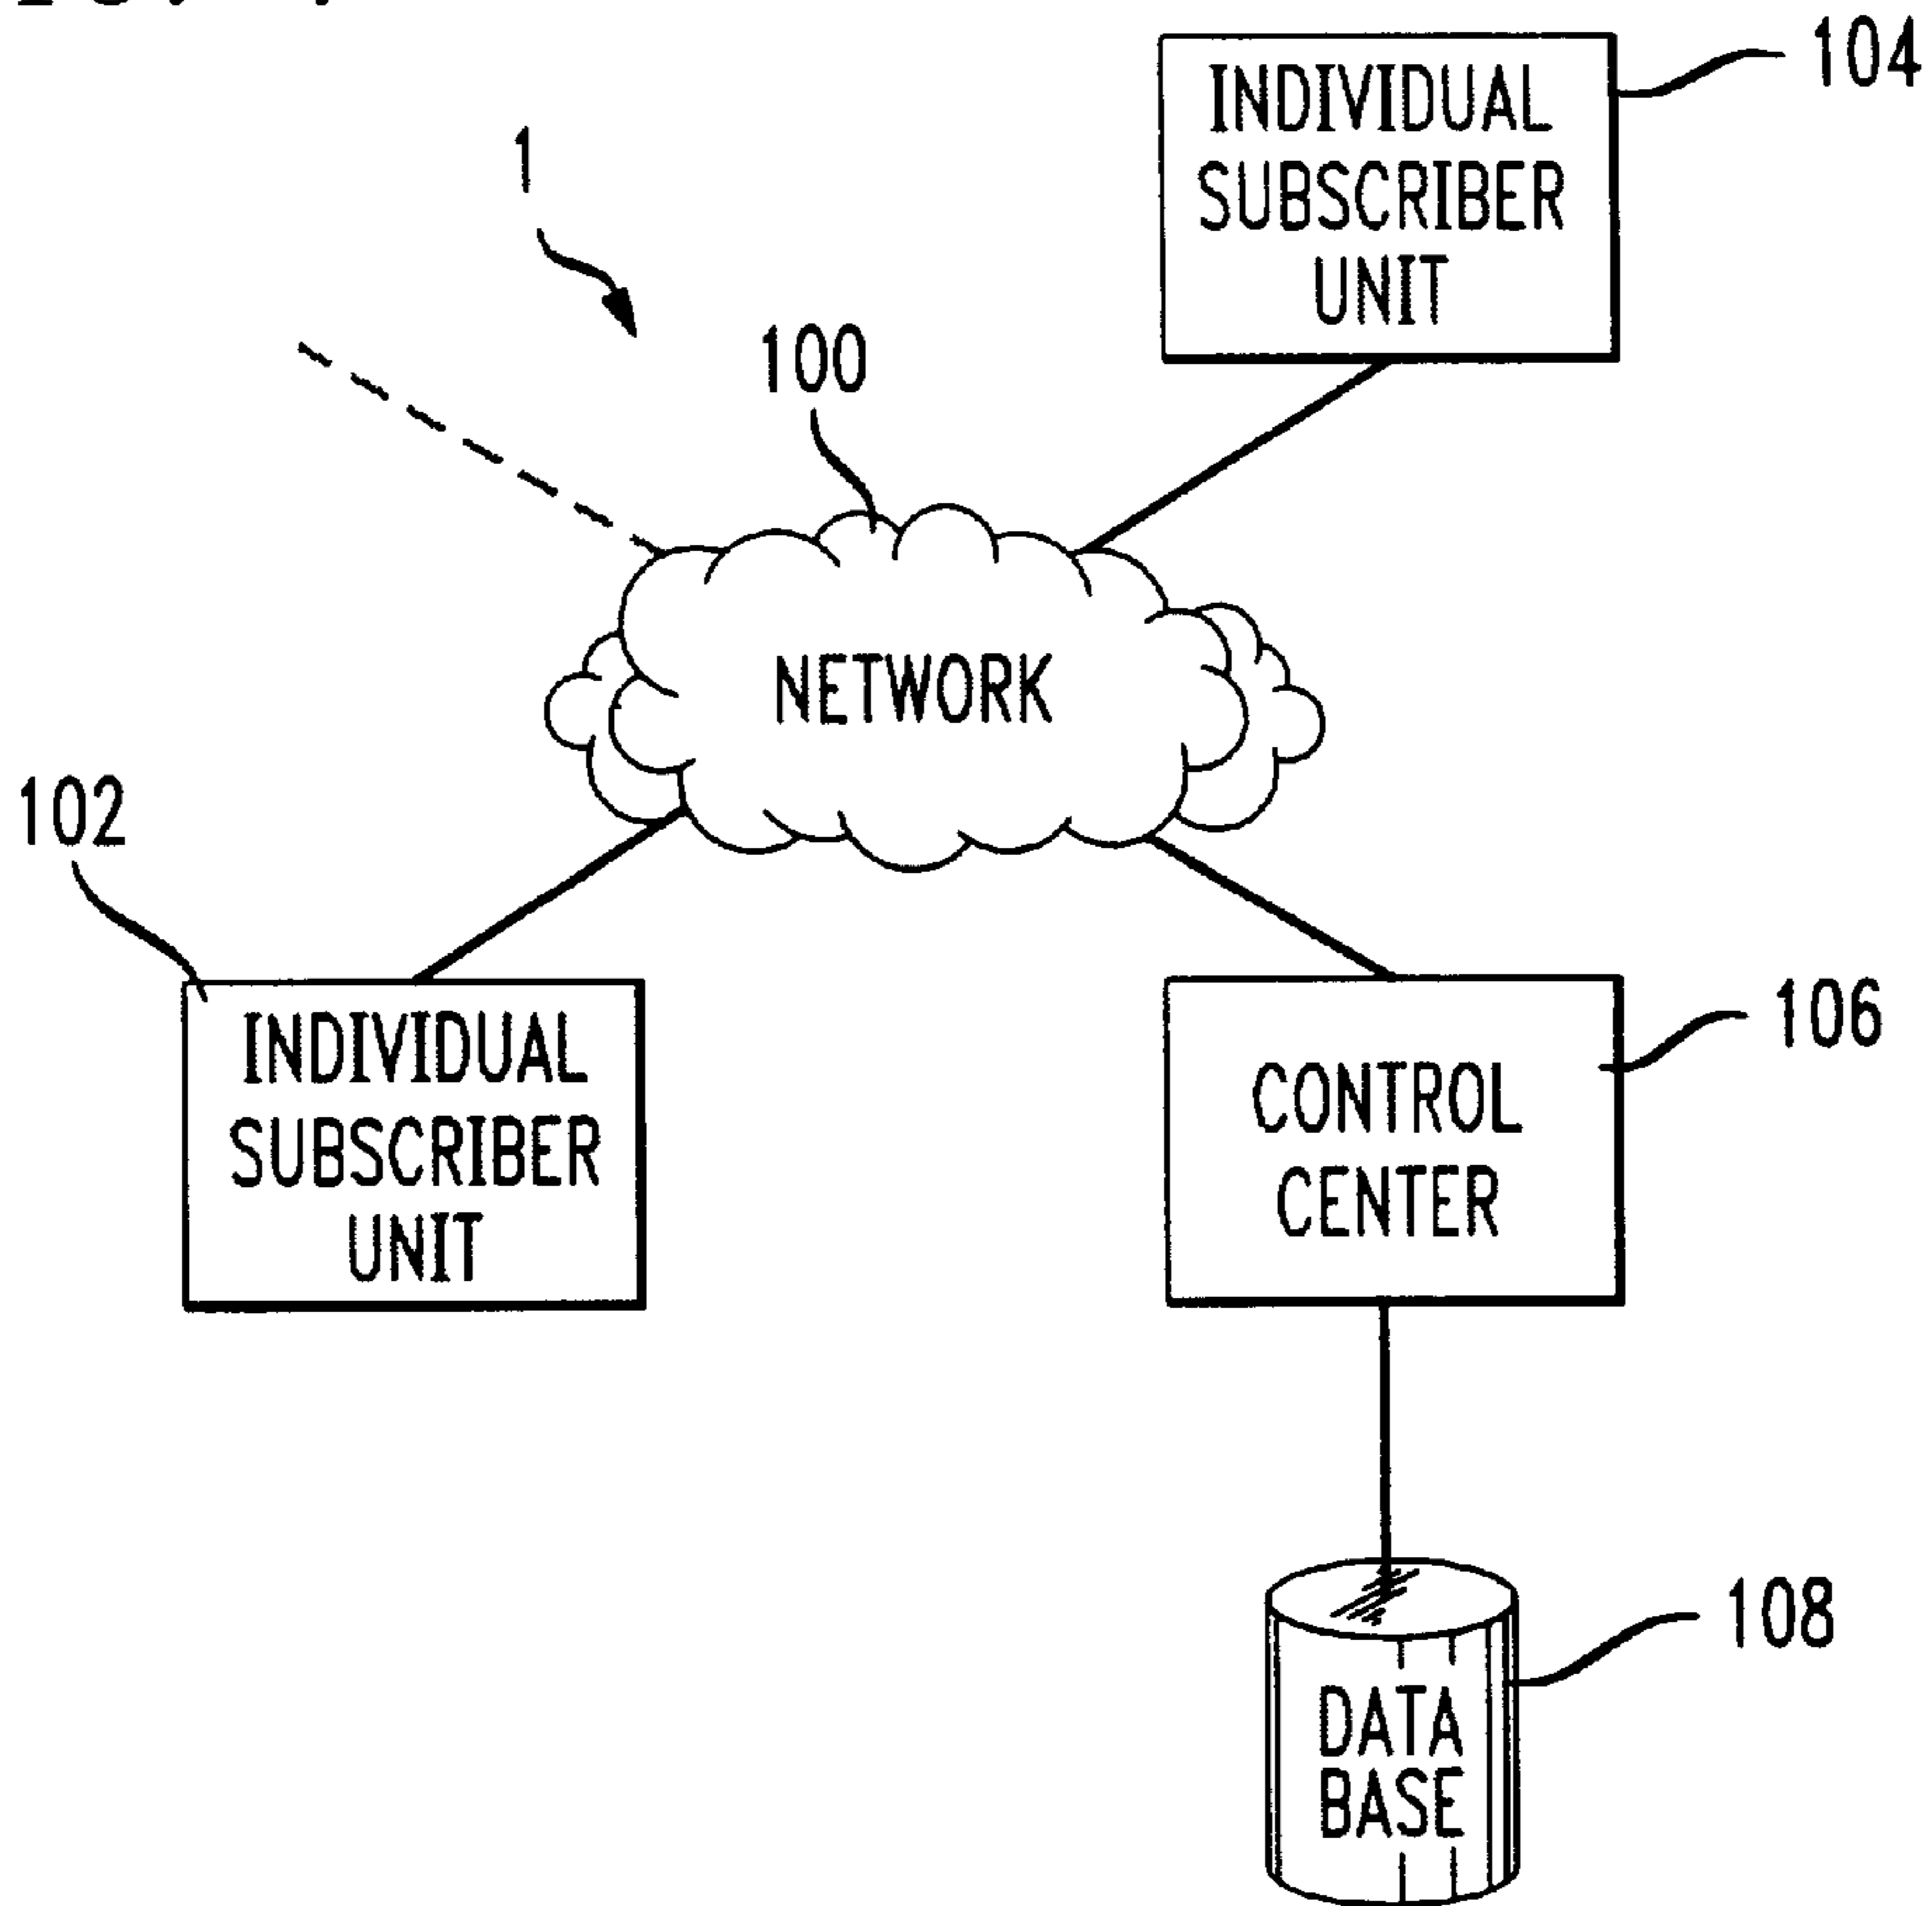 104
INDIVIDUAL
SUBSCRIBER
UNIT
1
100
NETWORK
102
INDIVIDUAL
SUBSCRIBER
UNIT
106
CONTROL
CENTER
108
DATA
BASE